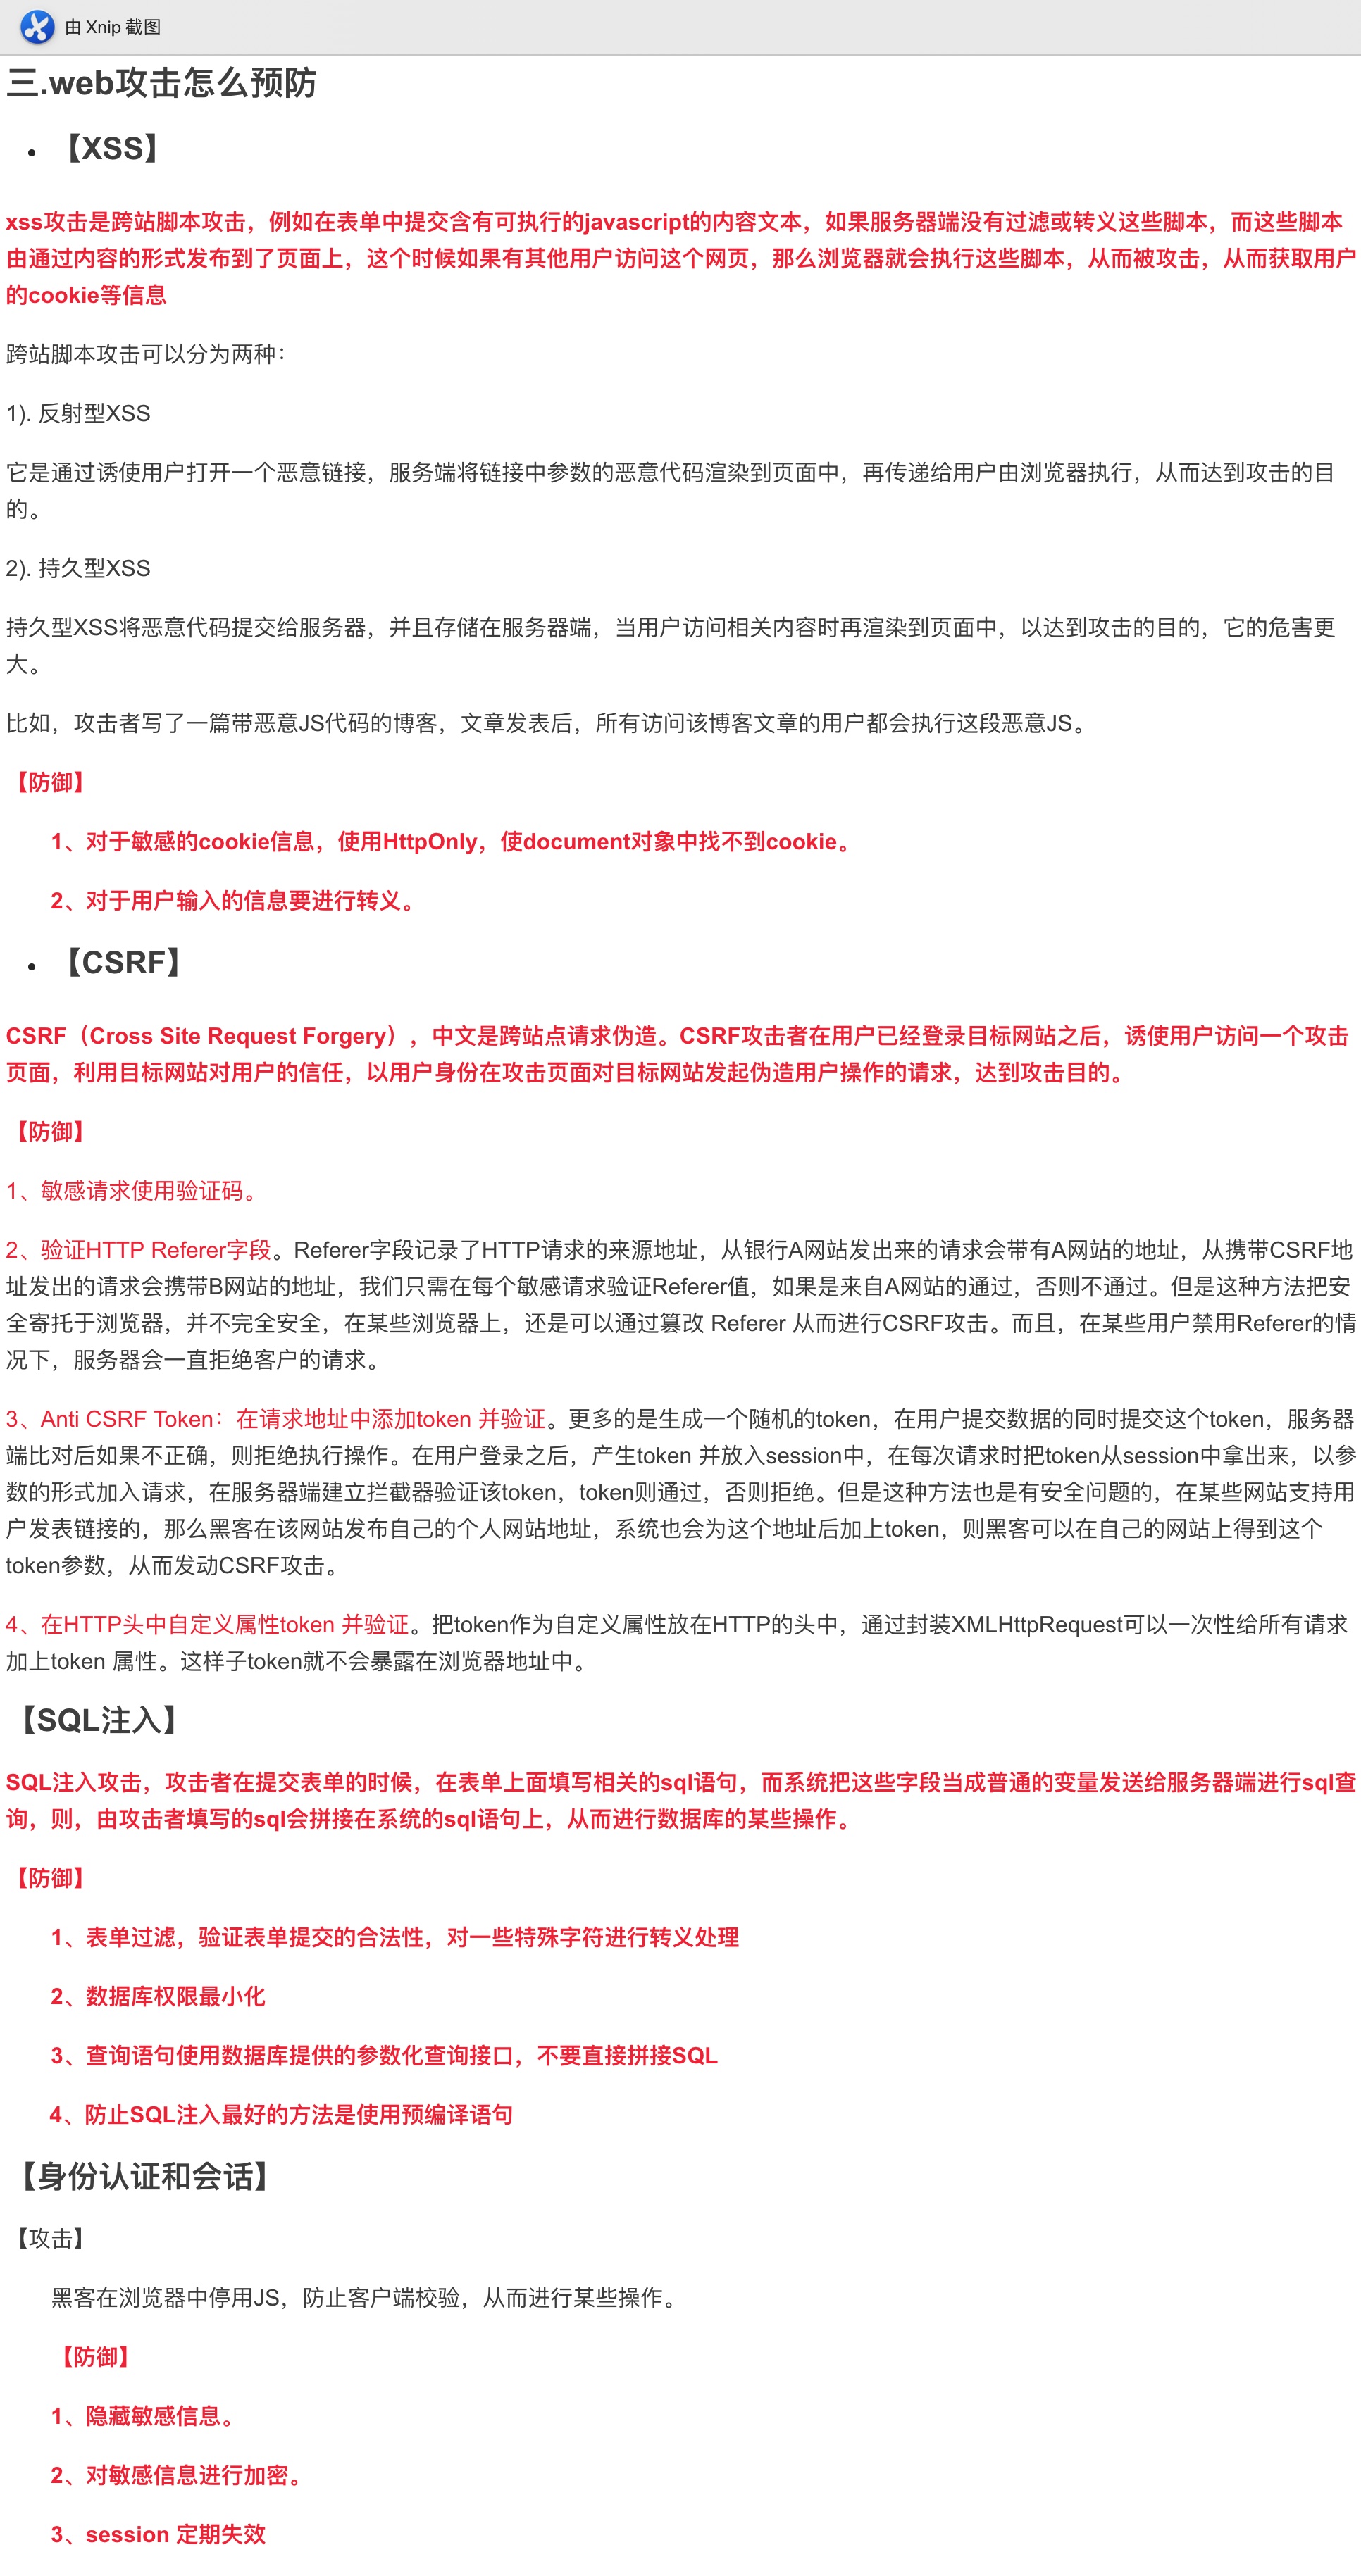 由 Xnip 截图
三.web攻击怎么预防
• 【XSS】
xss攻击是跨站脚本攻击，例如在表单中提交含有可执行的javascript的内容文本，如果服务器端没有过滤或转义这些脚本，而这些脚本
由通过内容的形式发布到了页面上，这个时候如果有其他用户访问这个网页，那么浏览器就会执行这些脚本，从而被攻击，从而获取用户
的cookie等信息
跨站脚本攻击可以分为两种：
1). 反射型XSS
它是通过诱使用户打开一个恶意链接，服务端将链接中参数的恶意代码渲染到页面中，再传递给用户由浏览器执行，从而达到攻击的目
的。
2). 持久型XSS
持久型XSS将恶意代码提交给服务器，并且存储在服务器端，当用户访问相关内容时再渲染到页面中，以达到攻击的目的，它的危害更
大。
比如，攻击者写了一篇带恶意JS代码的博客，文章发表后，所有访问该博客文章的用户都会执行这段恶意JS。
【防御】
1、对于敏感的cookie信息，使用HttpOnly，使document对象中找不到cookie。
2、对于用户输入的信息要进行转义。
• 【CSRF】
CSRF（Cross Site Request Forgery），中文是跨站点请求伪造。CSRF攻击者在用户已经登录目标网站之后，诱使用户访问一个攻击
页面，利用目标网站对用户的信任，以用户身份在攻击页面对目标网站发起伪造用户操作的请求，达到攻击目的。
【防御】
1、敏感请求使用验证码。
2、验证HTTP Referer字段。Referer字段记录了HTTP请求的来源地址，从银行A网站发出来的请求会带有A网站的地址，从携带CSRF地
址发出的请求会携带B网站的地址，我们只需在每个敏感请求验证Referer值，如果是来自A网站的通过，否则不通过。但是这种方法把安
全寄托于浏览器，并不完全安全，在某些浏览器上，还是可以通过篡改 Referer 从而进行CSRF攻击。而且，在某些用户禁用Referer的情
况下，服务器会一直拒绝客户的请求。
3、Anti CSRF Token：在请求地址中添加token 并验证。更多的是生成一个随机的token，在用户提交数据的同时提交这个token，服务器
端比对后如果不正确，则拒绝执行操作。在用户登录之后，产生token 并放入session中，在每次请求时把token从session中拿出来，以参
数的形式加入请求，在服务器端建立拦截器验证该token，token则通过，否则拒绝。但是这种方法也是有安全问题的，在某些网站支持用
户发表链接的，那么黑客在该网站发布自己的个人网站地址，系统也会为这个地址后加上token，则黑客可以在自己的网站上得到这个
token参数，从而发动CSRF攻击。
4、在HTTP头中自定义属性token 并验证。把token作为自定义属性放在HTTP的头中，通过封装XMLHttpRequest可以一次性给所有请求
加上token 属性。这样子token就不会暴露在浏览器地址中。
【SQL注入】
SQL注入攻击，攻击者在提交表单的时候，在表单上面填写相关的sql语句，而系统把这些字段当成普通的变量发送给服务器端进行sql查
询，则，由攻击者填写的sql会拼接在系统的sql语句上，从而进行数据库的某些操作。
【防御】
1、表单过滤，验证表单提交的合法性，对一些特殊字符进行转义处理
2、数据库权限最小化
3、查询语句使用数据库提供的参数化查询接口，不要直接拼接SQL
4、防止SQL注入最好的方法是使用预编译语句
【身份认证和会话】
【攻击】
黑客在浏览器中停用JS，防止客户端校验，从而进行某些操作。
【防御】
1、隐藏敏感信息。
2、对敏感信息进行加密。
3、session 定期失效